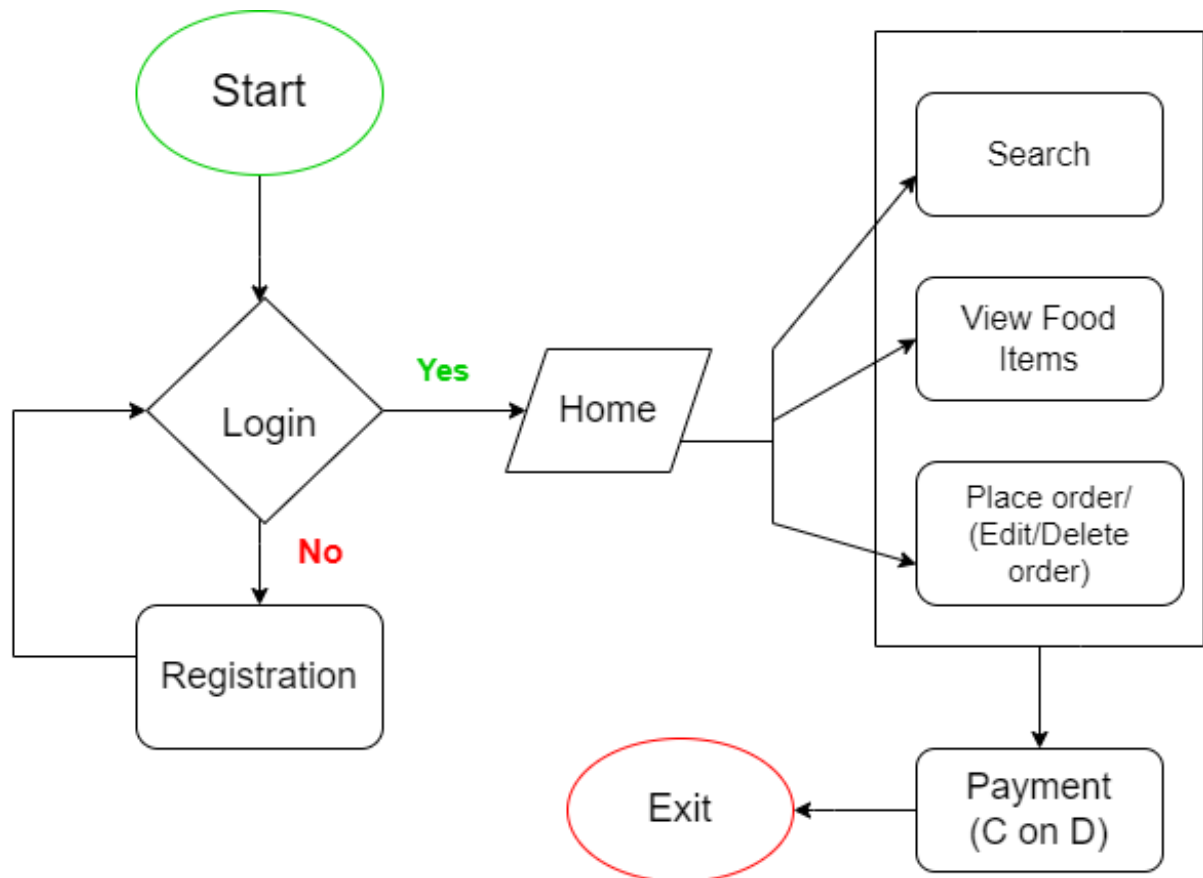 Start
Search
View Food
Items
Yes
Home
Login
Place order/
(Edit/Delete
order)
No
Registration
Payment
(C on D)
Exit